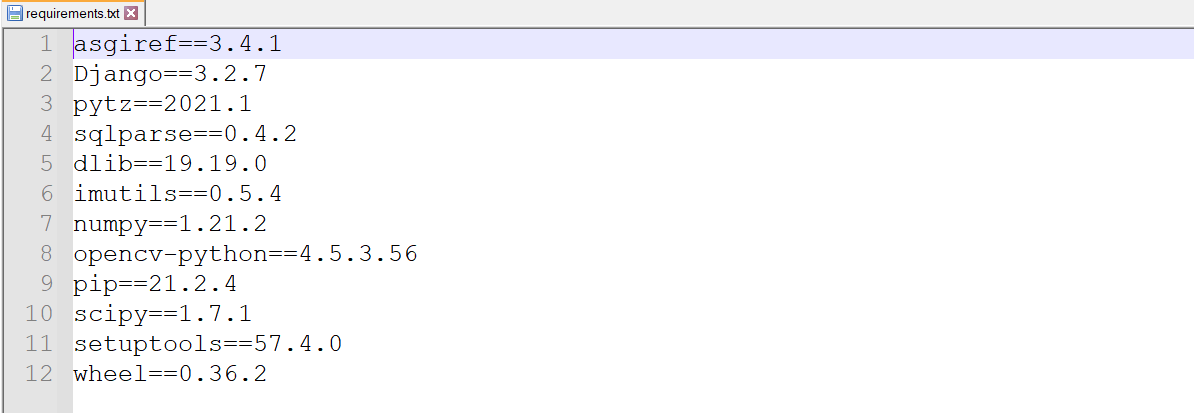 requirements.txt
1 asgiref==3.4.1
2 Django==3.2.7
3 pytz==2021.1
4 sqlparse==0.4.2
5 dlib==19.19.0
6 imutils==0.5.4
7 numpy==1.21.2
8 opencv-python==4.5.3.56
9 pip==21.2.4
10 scipy==1.7.1
11 setuptools==57.4.0
12 wheel==0.36.2